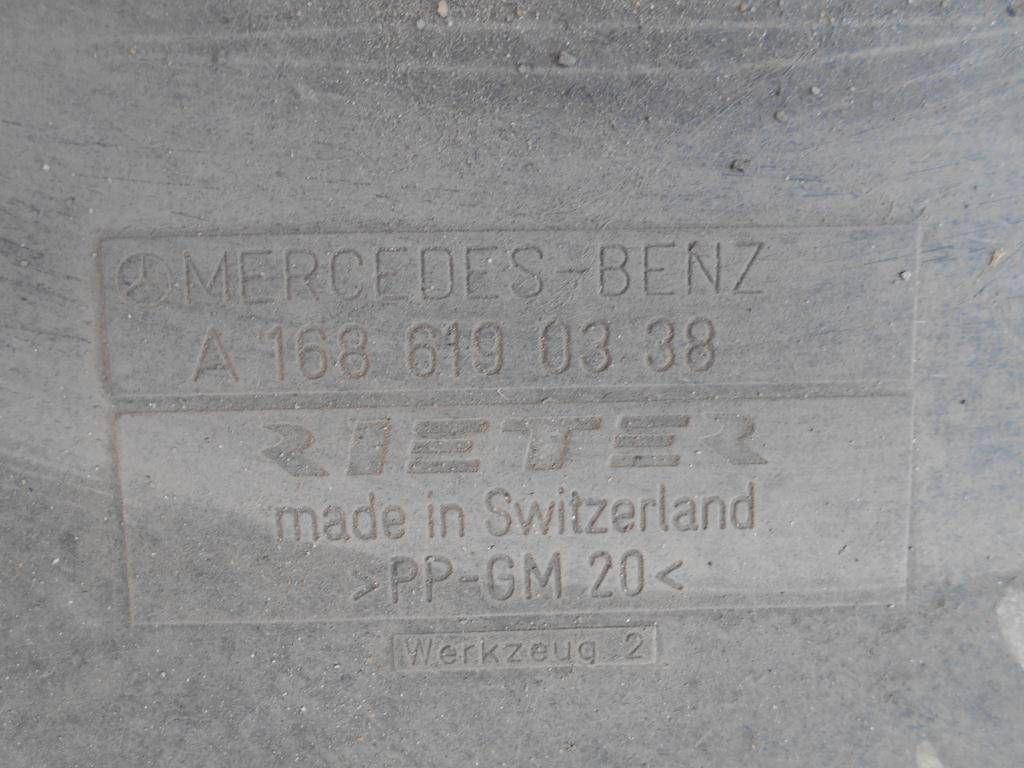 MERCEDES-BENZ
A 168 619 03 38
RIETER
made in Switzerland
>PP-GM 20<
Werkzeug 2